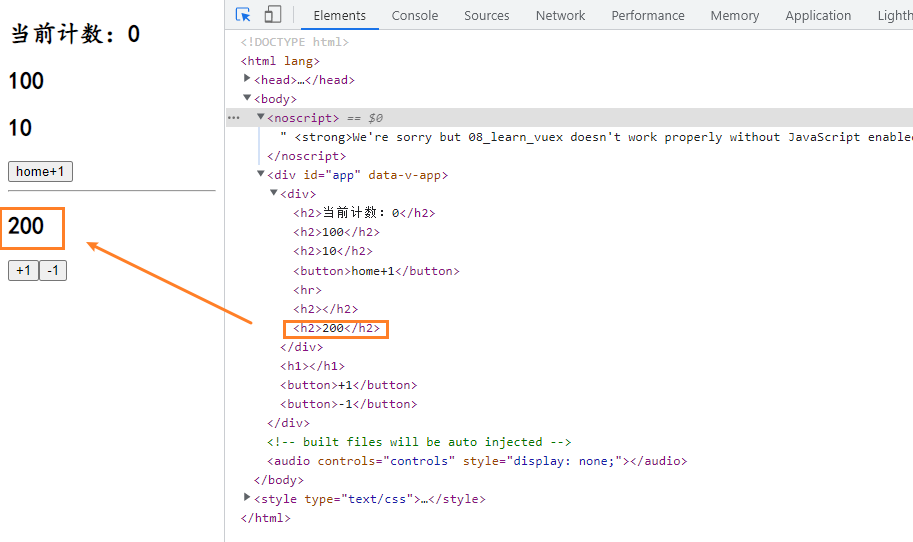 当前计数：0
100
10
home+1
200
+1 -1
Elements Console Sources Network Performance Memory Application Lighth
<!DOCTYPE html>
<html lang>
<head>…</head>
<body>
… <noscript> == $0
" <strong>We're sorry but 08_learn_vuex doesn't work properly without JavaScript enabled
</noscript>
<div id="app" data-v-app>
<div>
<h2>当前计数：0</h2>
<h2>100</h2>
<h2>10</h2>
<button>home+1</button>
<hr>
<h2></h2>
<h2>200</h2>
</div>
<h1></h1>
<button>+1</button>
<button>-1</button>
</div>
<!-- built files will be auto injected -->
<audio controls="controls" style="display: none;"></audio>
</body>
<style type="text/css">…</style>
</html>